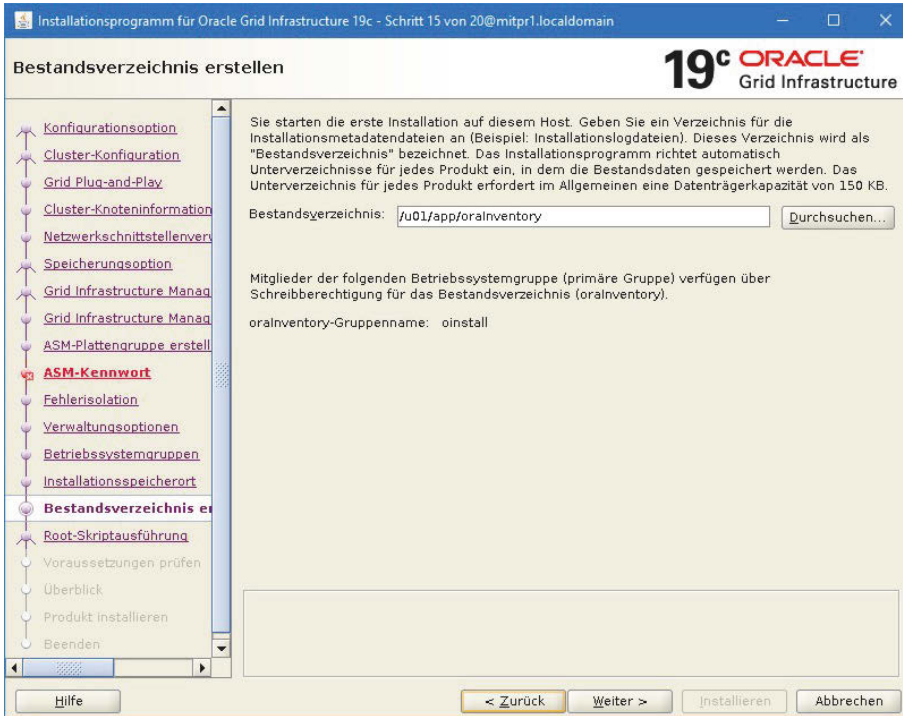 Installationsprogramm für Oracle Grid Infrastructure 19c - Schritt 15 von 20@mitpr1.localdomain
Bestandsverzeichnis erstellen
19c ORACLE
Grid Infrastructure
Konfigurationsoption
Cluster-Konfiguration
Grid Plug-and-Play
Cluster-Knoteninformation
Netzwerkschnittstellenverw
Speicherungsoption
Grid Infrastructure Manag
Grid Infrastructure Manag
ASM-Plattengruppe erstell
ASM-Kennwort
Fehlerisolation
Verwaltungsoptionen
Betriebssystemgruppen
Installationsspeicherort
Bestandsverzeichnis er
Root-Skriptausführung
Voraussetzungen prüfen
Überblick
Produkt installieren
Beenden
Sie starten die erste Installation auf diesem Host. Geben Sie ein Verzeichnis für die
Installationsmetadatendateien an (Beispiel: Installationslogdateien). Dieses Verzeichnis wird als
"Bestandsverzeichnis" bezeichnet. Das Installationsprogramm richtet automatisch
Unterverzeichnisse für jedes Produkt ein, in dem die Bestandsdaten gespeichert werden. Das
Unterverzeichnis für jedes Produkt erfordert im Allgemeinen eine Datenträgerkapazität von 150 KB.
Bestandsverzeichnis: /u01/app/oraInventory Durchsuchen...
Mitglieder der folgenden Betriebssystemgruppe (primäre Gruppe) verfügen über
Schreibberechtigung für das Bestandsverzeichnis (oraInventory).
oraInventory-Gruppenname: oinstall
Hilfe < Zurück Weiter > Installieren Abbrechen